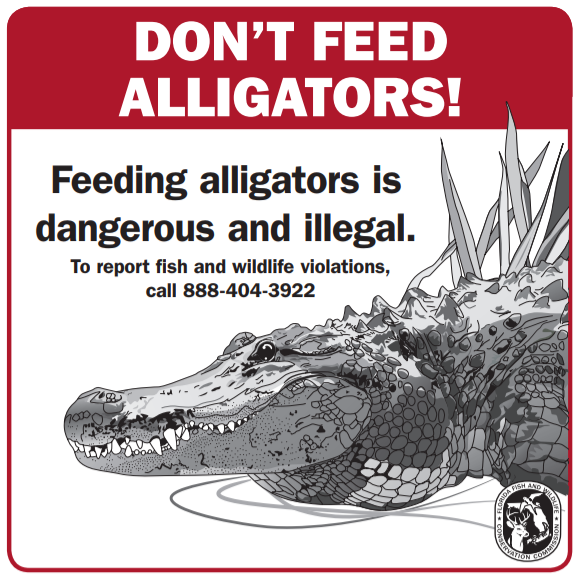 DON'T FEED
ALLIGATORS!
Feeding alligators is
dangerous and illegal.
To report fish and wildlife violations,
call 888-404-3922
FLORIDA FISH AND WILDLIFE
CONSERVATION COMMISSION